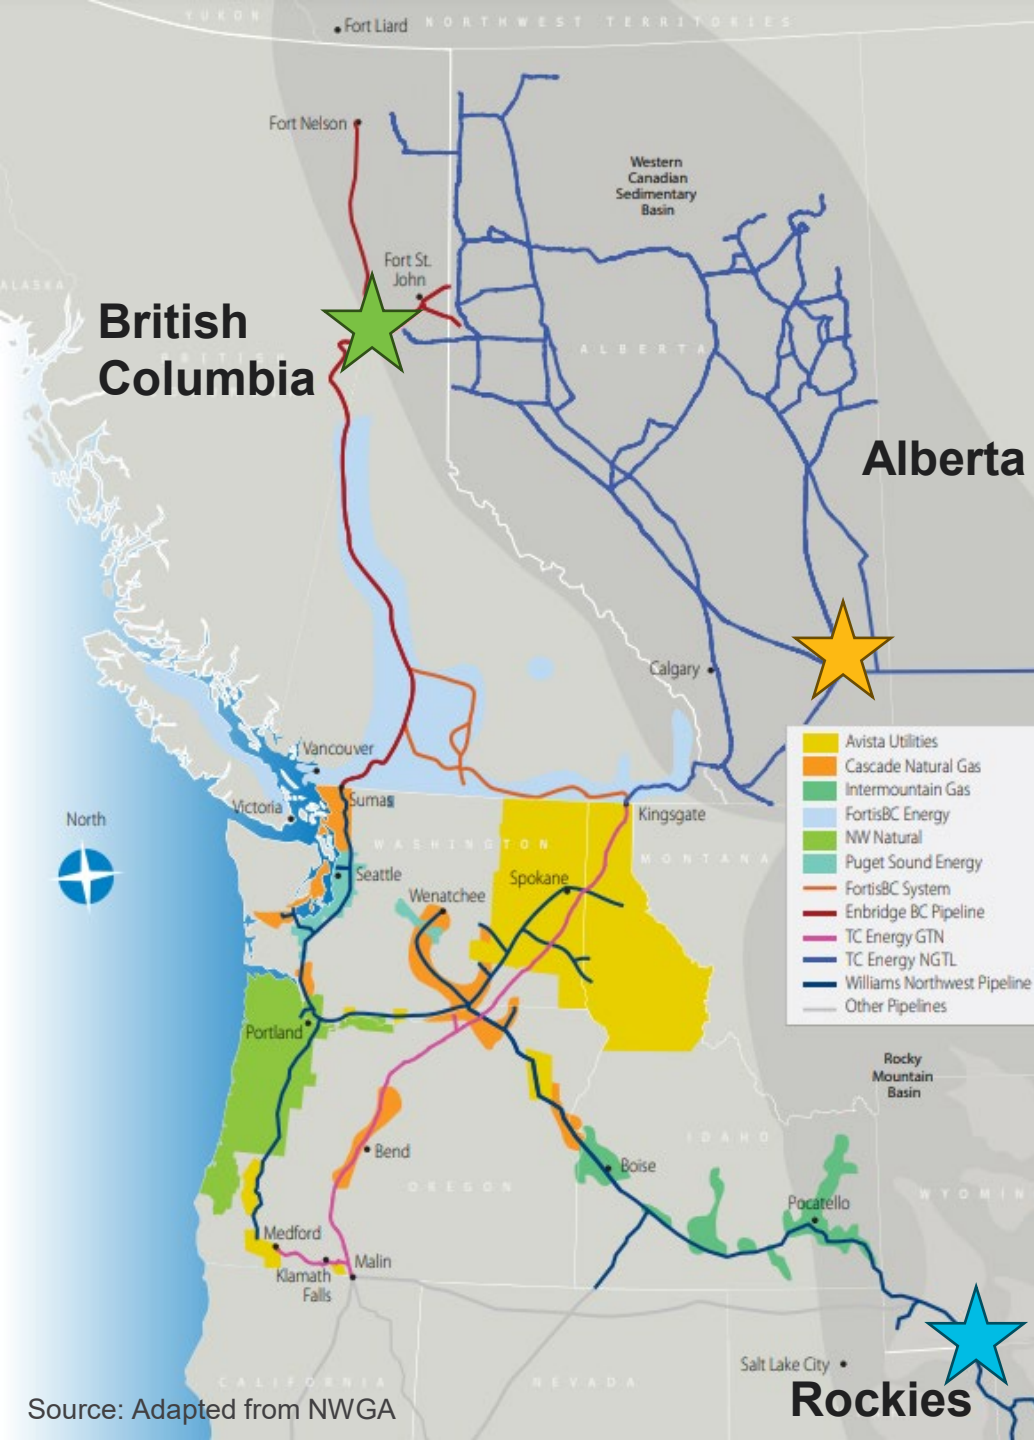 YUKON
Fort Liard
NORTHWEST TERRITORIES
Fort Nelson
Western
Canadian
Sedimentary
Basin
Fort St.
John
ALASKA
British
Columbia
BRITISH
ALBERTA
Alberta
Calgary
Vancouver
Victoria
Sumas
Kingsgate
North
WASHINGTON
MONTANA
Seattle
Wenatchee
Spokane
Avista Utilities
Cascade Natural Gas
Intermountain Gas
FortisBC Energy
NW Natural
Puget Sound Energy
FortisBC System
Enbridge BC Pipeline
TC Energy GTN
TC Energy NGTL
Williams Northwest Pipeline
Other Pipelines
Portland
Rocky
Mountain
Basin
Bend
IDAHO
Boise
OREGON
Pocatello
WYOMIN
Medford
Malin
Klamath
Falls
Salt Lake City
CALIFORNIA
NEVADA
Rockies
Source: Adapted from NWGA